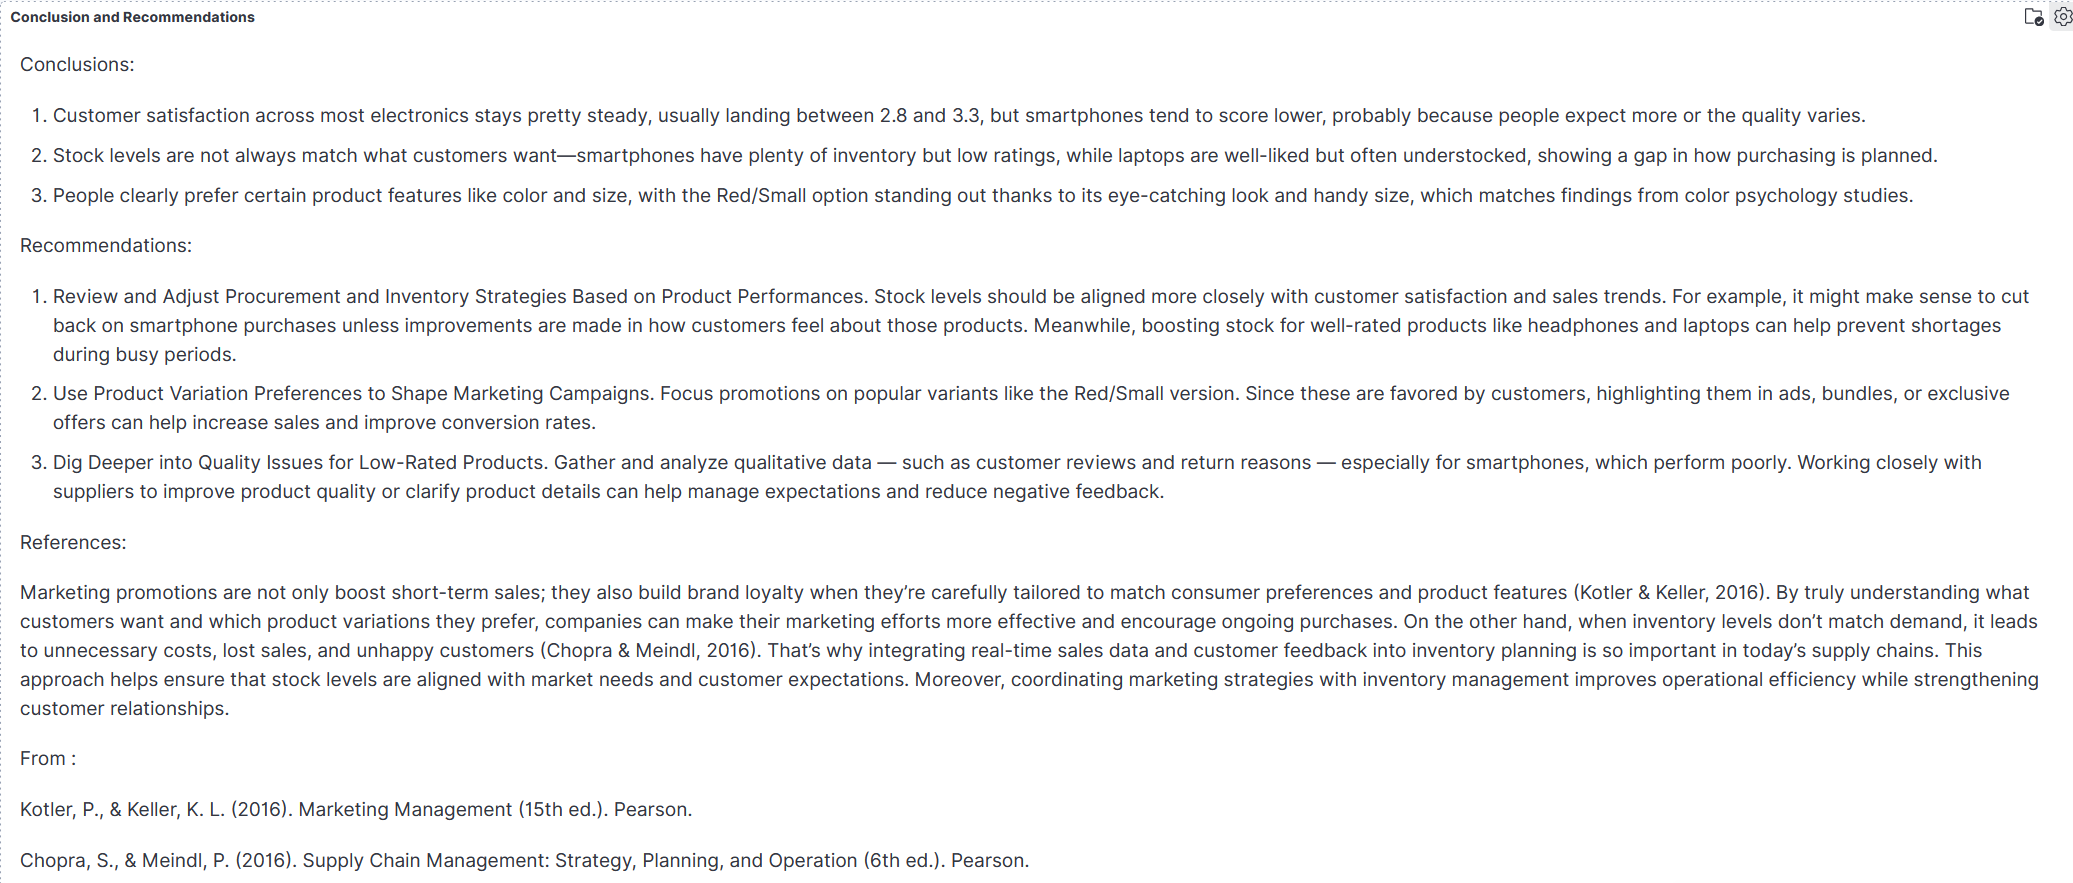 Conclusion and Recommendations
Conclusions:
1. Customer satisfaction across most electronics stays pretty steady, usually landing between 2.8 and 3.3, but smartphones tend to score lower, probably because people expect more or the quality varies.
2. Stock levels are not always match what customers want—smartphones have plenty of inventory but low ratings, while laptops are well-liked but often understocked, showing a gap in how purchasing is planned.
3. People clearly prefer certain product features like color and size, with the Red/Small option standing out thanks to its eye-catching look and handy size, which matches findings from color psychology studies.
Recommendations:
1. Review and Adjust Procurement and Inventory Strategies Based on Product Performances. Stock levels should be aligned more closely with customer satisfaction and sales trends. For example, it might make sense to cut
back on smartphone purchases unless improvements are made in how customers feel about those products. Meanwhile, boosting stock for well-rated products like headphones and laptops can help prevent shortages
during busy periods.
2. Use Product Variation Preferences to Shape Marketing Campaigns. Focus promotions on popular variants like the Red/Small version. Since these are favored by customers, highlighting them in ads, bundles, or exclusive
offers can help increase sales and improve conversion rates.
3. Dig Deeper into Quality Issues for Low-Rated Products. Gather and analyze qualitative data — such as customer reviews and return reasons — especially for smartphones, which perform poorly. Working closely with
suppliers to improve product quality or clarify product details can help manage expectations and reduce negative feedback.
References:
Marketing promotions are not only boost short-term sales; they also build brand loyalty when they’re carefully tailored to match consumer preferences and product features (Kotler & Keller, 2016). By truly understanding what
customers want and which product variations they prefer, companies can make their marketing efforts more effective and encourage ongoing purchases. On the other hand, when inventory levels don’t match demand, it leads
to unnecessary costs, lost sales, and unhappy customers (Chopra & Meindl, 2016). That’s why integrating real-time sales data and customer feedback into inventory planning is so important in today’s supply chains. This
approach helps ensure that stock levels are aligned with market needs and customer expectations. Moreover, coordinating marketing strategies with inventory management improves operational efficiency while strengthening
customer relationships.
From :
Kotler, P., & Keller, K. L. (2016). Marketing Management (15th ed.). Pearson.
Chopra, S., & Meindl, P. (2016). Supply Chain Management: Strategy, Planning, and Operation (6th ed.). Pearson.